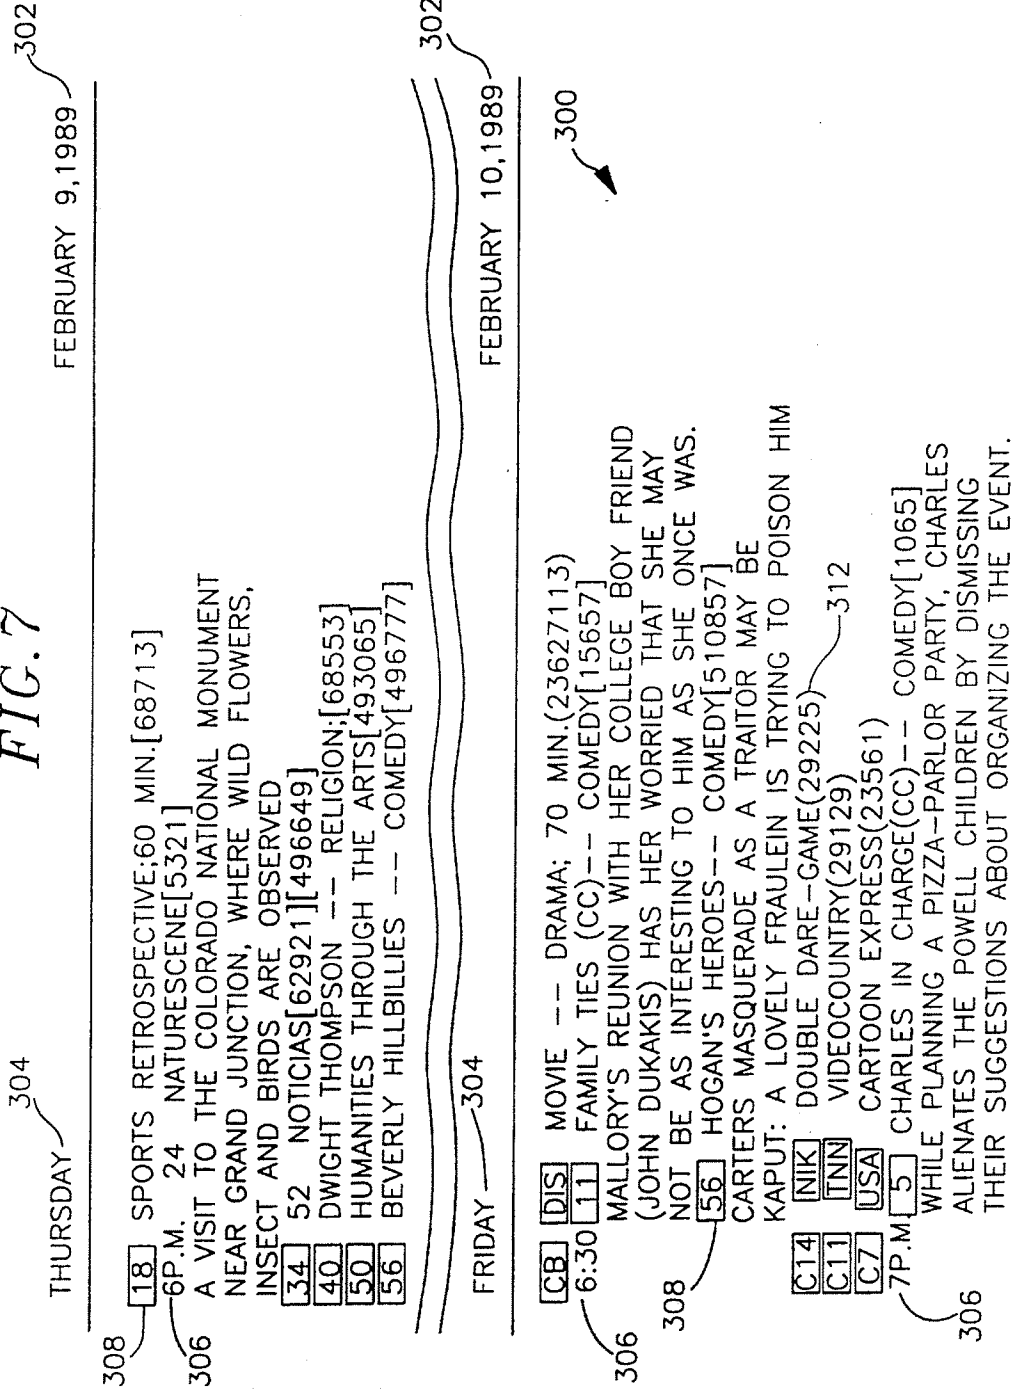 FIG.7
THURSDAY 304 FEBRUARY 9,1989 302
308 18 SPORTS RETROSPECTIVE;60 MIN.[68713]
306 6P.M. 24 NATURESCENE[5321]
A VISIT TO THE COLORADO NATIONAL MONUMENT
NEAR GRAND JUNCTION, WHERE WILD FLOWERS,
INSECT AND BIRDS ARE OBSERVED
34 52 NOTICIAS[62921][496649]
40 DWIGHT THOMPSON -- RELIGION;[68553]
50 HUMANITIES THROUGH THE ARTS[493065]
56 BEVERLY HILLBILLIES -- COMEDY[496777]
FRIDAY 304 FEBRUARY 10,1989 302
300
CB DIS MOVIE -- DRAMA; 70 MIN.(23627113)
306 6:30 11 FAMILY TIES (CC)-- COMEDY[15657]
MALLORY'S REUNION WITH HER COLLEGE BOY FRIEND
(JOHN DUKAKIS) HAS HER WORRIED THAT SHE MAY
NOT BE AS INTERESTING TO HIM AS SHE ONCE WAS.
308 56 HOGAN'S HEROES-- COMEDY[510857]
CARTERS MASQUERADE AS A TRAITOR MAY BE
KAPUT: A LOVELY FRAULEIN IS TRYING TO POISON HIM
C14 NIK DOUBLE DARE-GAME(29225) 312
C11 TNN VIDEOCOUNTRY(29129)
C7 USA CARTOON EXPRESS(23561)
306 7P.M. 5 CHARLES IN CHARGE(CC)-- COMEDY[1065]
WHILE PLANNING A PIZZA-PARLOR PARTY, CHARLES
ALIENATES THE POWELL CHILDREN BY DISMISSING
THEIR SUGGESTIONS ABOUT ORGANIZING THE EVENT.